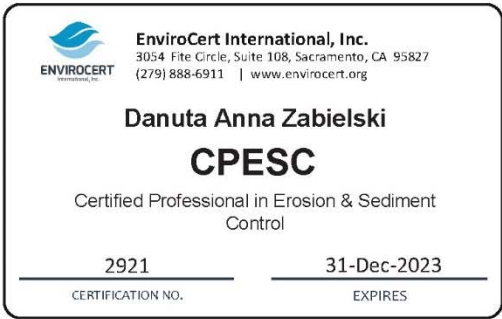 ENVIROCERT
International, Inc.
EnviroCert International, Inc.
3054 Fite Circle, Suite 108, Sacramento, CA 95827
(279) 888-6911 | www.envirocert.org
Danuta Anna Zabielski
CPESC
Certified Professional in Erosion & Sediment
Control
2921
31-Dec-2023
CERTIFICATION NO.
EXPIRES